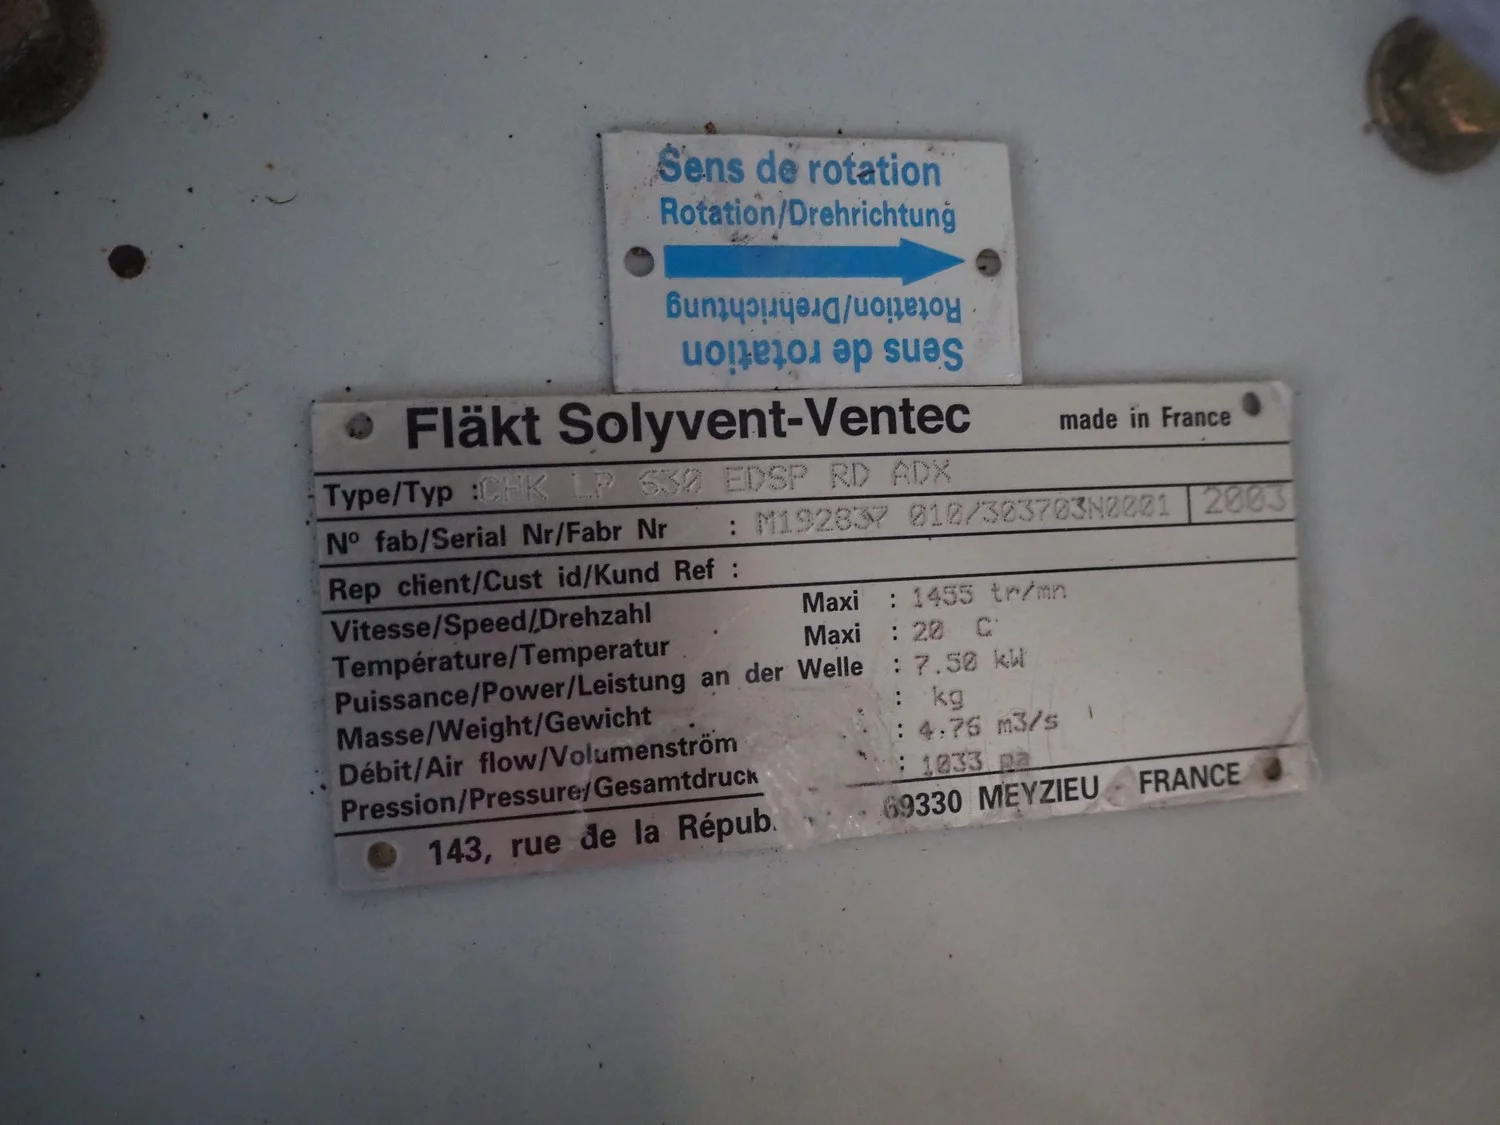 Sens de rotation
Rotation/Drehrichtung
Rotation/Drehrichtung
Sens de rotation
Fläkt Solyvent-Ventec made in France
Type/Typ : CHK LP 630 EDSP RD ADX
Nº fab/Serial Nr/Fabr Nr : M192837 010/303703N0001 2003
Rep client/Cust id/Kund Ref :
Vitesse/Speed/Drehzahl Maxi : 1455 tr/mn
Température/Temperatur Maxi : 20 C
Puissance/Power/Leistung an der Welle : 7.50 kW
Masse/Weight/Gewicht : kg
Débit/Air flow/Volumenström : 4.76 m3/s
Pression/Pressure/Gesamtdruck : 1033 pa
143, rue de la Répub 69330 MEYZIEU FRANCE